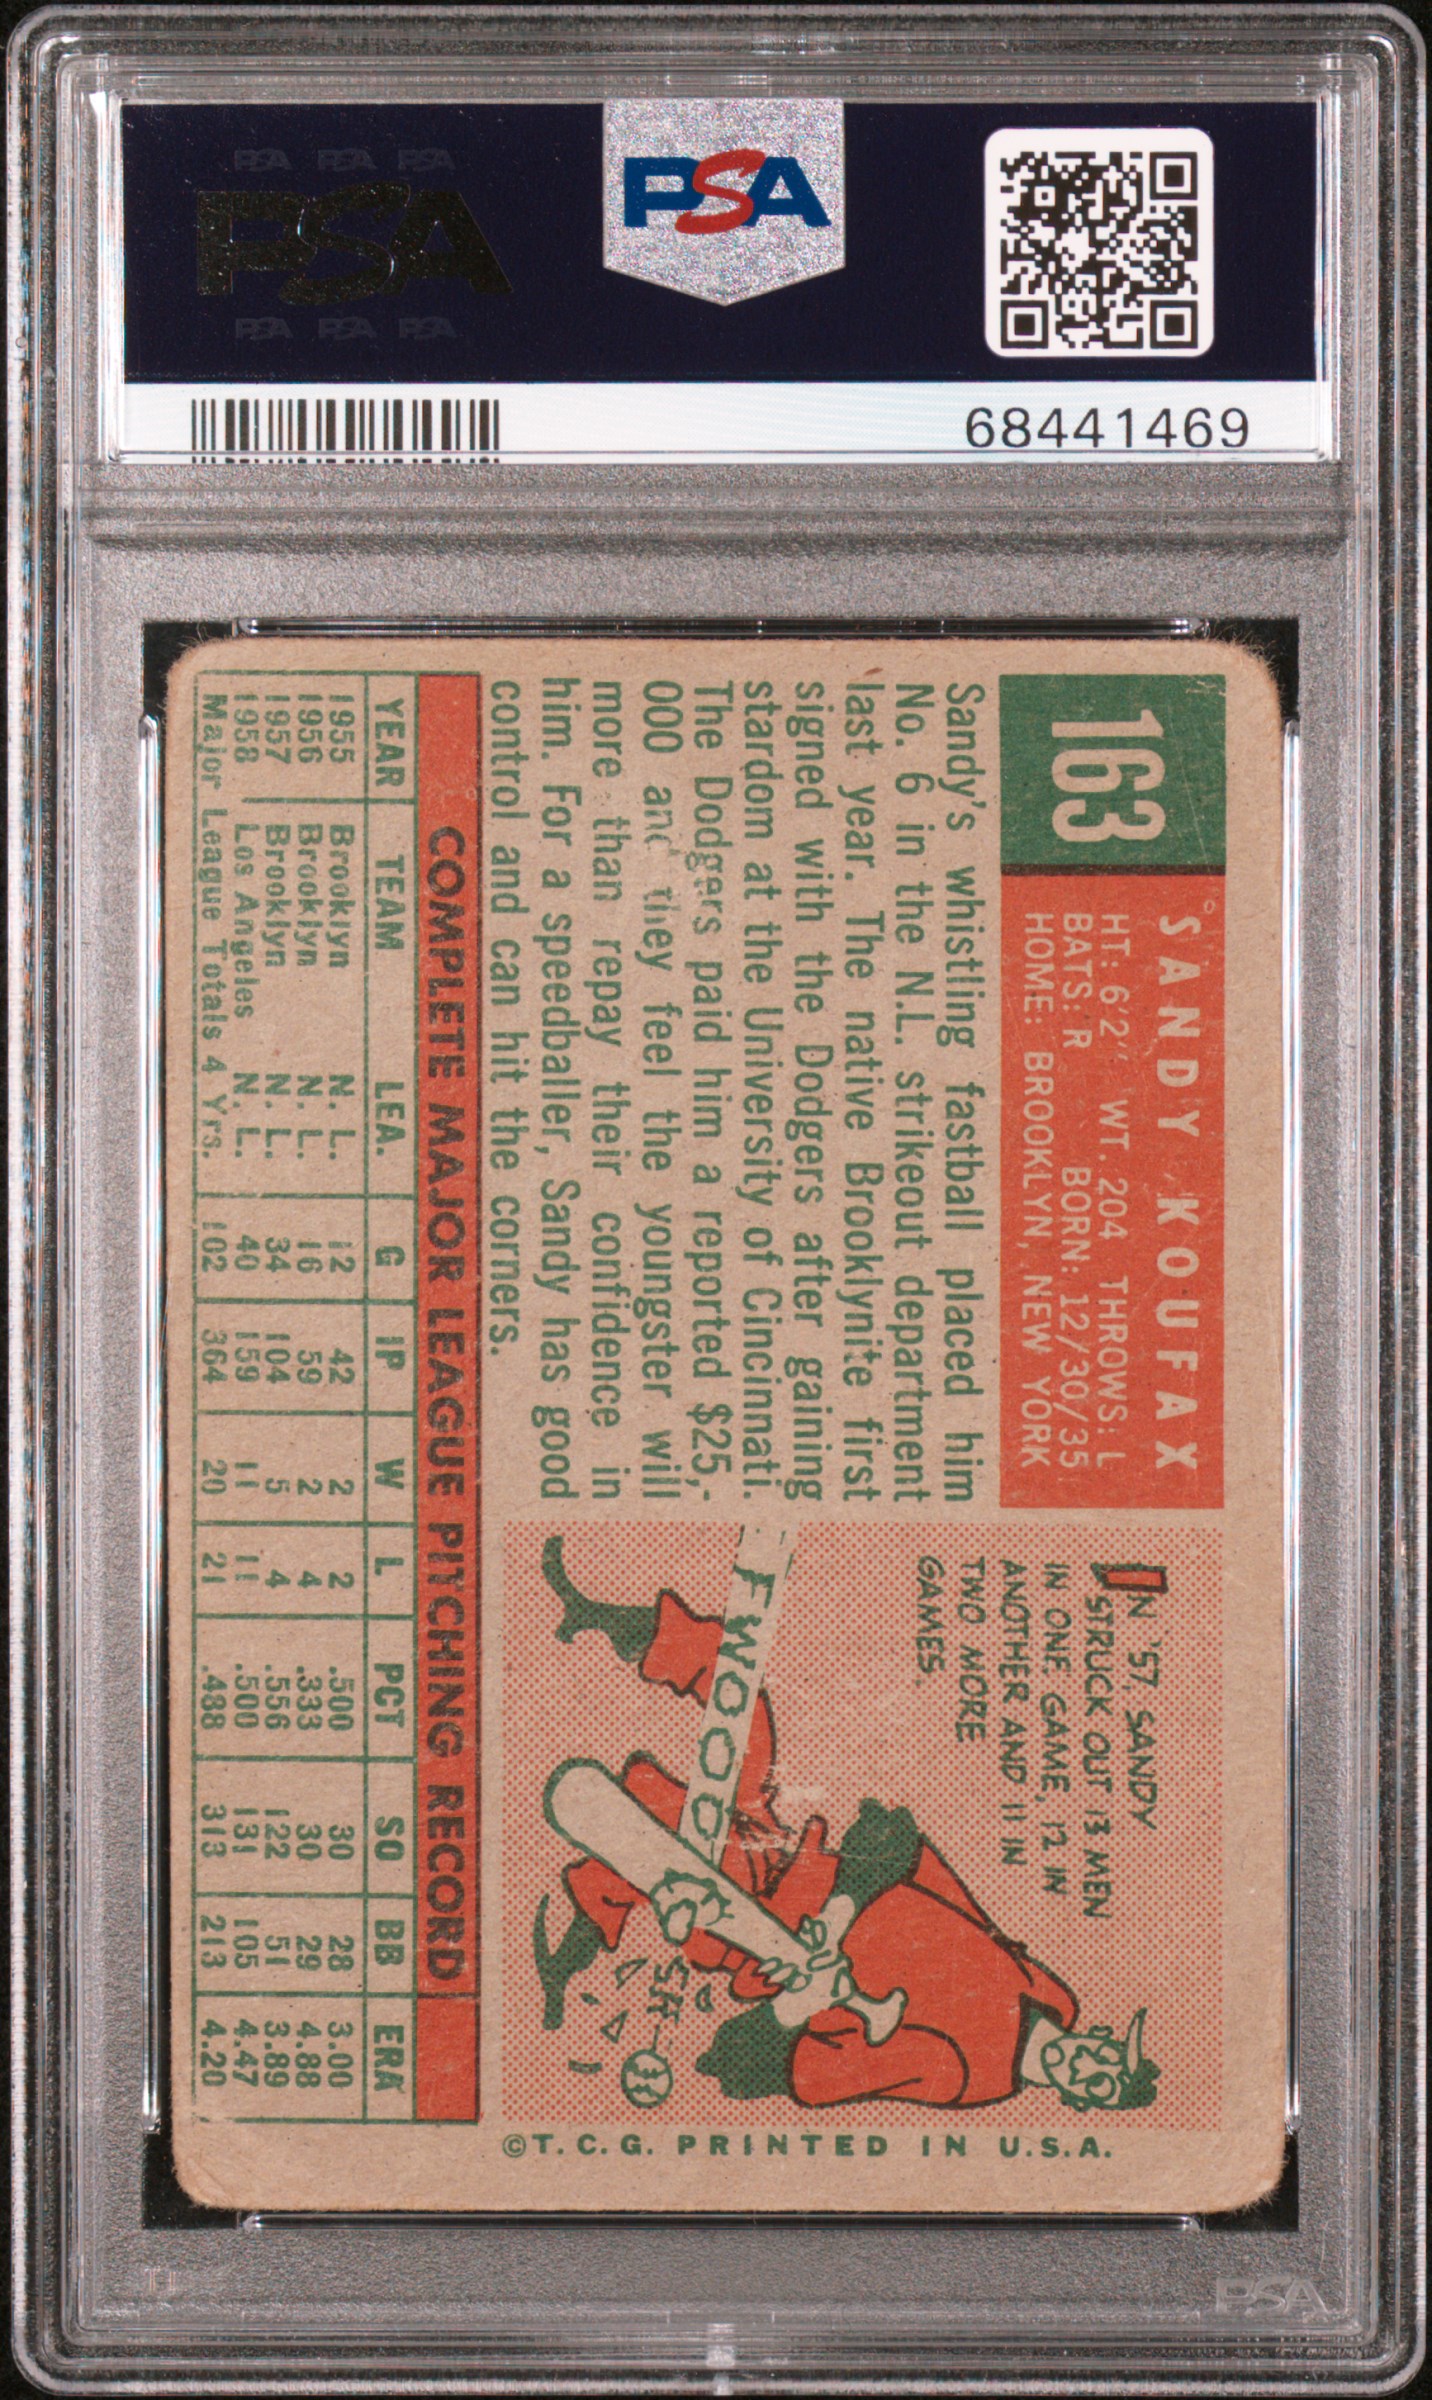 PSA PSA PSA
PSA
PSA PSA PSA
PSA
68441469
163
SANDY KOUFAX
HT: 6'2" WT. 204 THROWS: L
BATS: R BORN: 12/30/35
HOME: BROOKLYN, NEW YORK
Sandy's whistling fastball placed him
No. 6 in the N.L. strikeout department
last year. The native Brooklynite first
signed with the Dodgers after gaining
stardom at the University of Cincinnati.
The Dodgers paid him a reported $25,-
000 and they feel the youngster will
more than repay their confidence in
him. For a speedballer, Sandy has good
control and can hit the corners.
IN '57, SANDY
STRUCK OUT 13 MEN
IN ONE GAME, 12 IN
ANOTHER AND 11 IN
TWO MORE
GAMES.
FWOOO
COMPLETE MAJOR LEAGUE PITCHING RECORD
YEAR TEAM LEA. G IP W L PCT SO BB ERA
1955 Brooklyn N. L. 12 42 2 2 .500 30 28 3.00
1956 Brooklyn N. L. 16 59 2 4 .333 30 29 4.88
1957 Brooklyn N. L. 34 104 5 4 .556 122 51 3.89
1958 Los Angeles N. L. 40 159 11 11 .500 131 105 4.47
Major League Totals 4 Yrs. 102 364 20 21 .488 313 213 4.20
©T.C.G. PRINTED IN U.S.A.
PSA